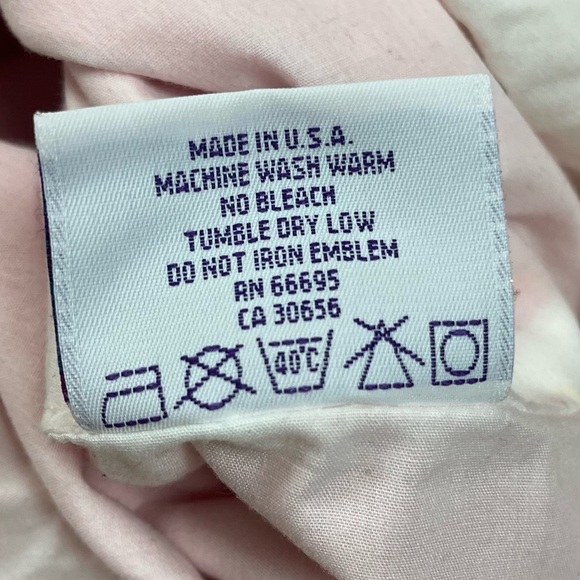 MADE IN U.S.A.
MACHINE WASH WARM
NO BLEACH
TUMBLE DRY LOW
DO NOT IRON EMBLEM
RN 66695
CA 30656
40°C